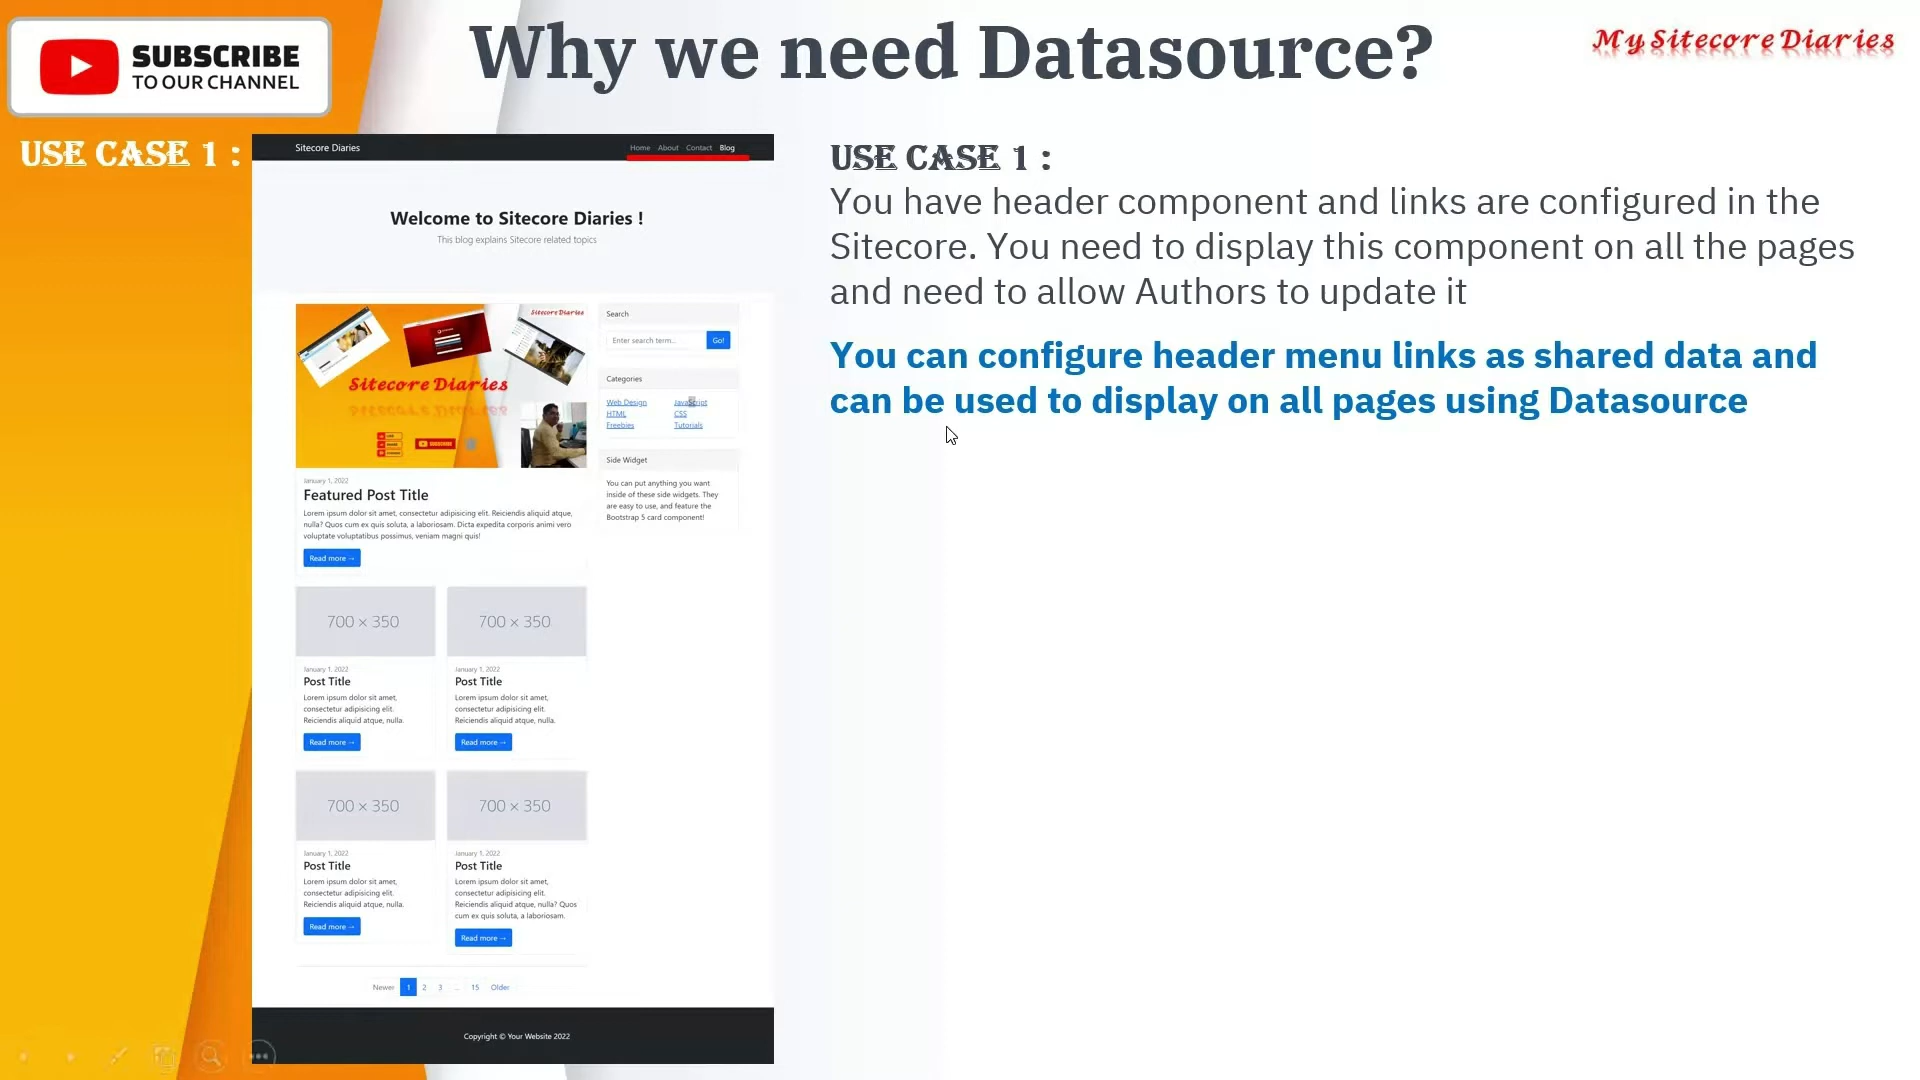 SUBSCRIBE
TO OUR CHANNEL
Why we need Datasource?
My Sitecore Diaries
USE CASE 1 :
Sitecore Diaries
Home About Contact Blog
Welcome to Sitecore Diaries !
This blog explains Sitecore related topics
Sitecore Diaries
Sitecore Diaries
SUBSCRIBE
January 1, 2022
Featured Post Title
Lorem ipsum dolor sit amet, consectetur adipisicing elit. Reiciendis aliquid atque,
nulla? Quos cum ex quis soluta, a laboriosam. Dicta expedita corporis animi vero
voluptate voluptatibus possimus, veniam magni quis!
Read more →
Search
Enter search term...
Go!
Categories
Web Design JavaScript
HTML CSS
Freebies Tutorials
Side Widget
You can put anything you want
inside of these side widgets. They
are easy to use, and feature the
Bootstrap 5 card component!
700 × 350
January 1, 2022
Post Title
Lorem ipsum dolor sit amet,
consectetur adipisicing elit.
Reiciendis aliquid atque, nulla.
Read more →
700 × 350
January 1, 2022
Post Title
Lorem ipsum dolor sit amet,
consectetur adipisicing elit.
Reiciendis aliquid atque, nulla.
Read more →
700 × 350
January 1, 2022
Post Title
Lorem ipsum dolor sit amet,
consectetur adipisicing elit.
Reiciendis aliquid atque, nulla.
Read more →
700 × 350
January 1, 2022
Post Title
Lorem ipsum dolor sit amet,
consectetur adipisicing elit.
Reiciendis aliquid atque, nulla? Quos
cum ex quis soluta, a laboriosam.
Read more →
Newer 1 2 3 ... 15 Older
Copyright © Your Website 2022
USE CASE 1 :
You have header component and links are configured in the
Sitecore. You need to display this component on all the pages
and need to allow Authors to update it
You can configure header menu links as shared data and
can be used to display on all pages using Datasource